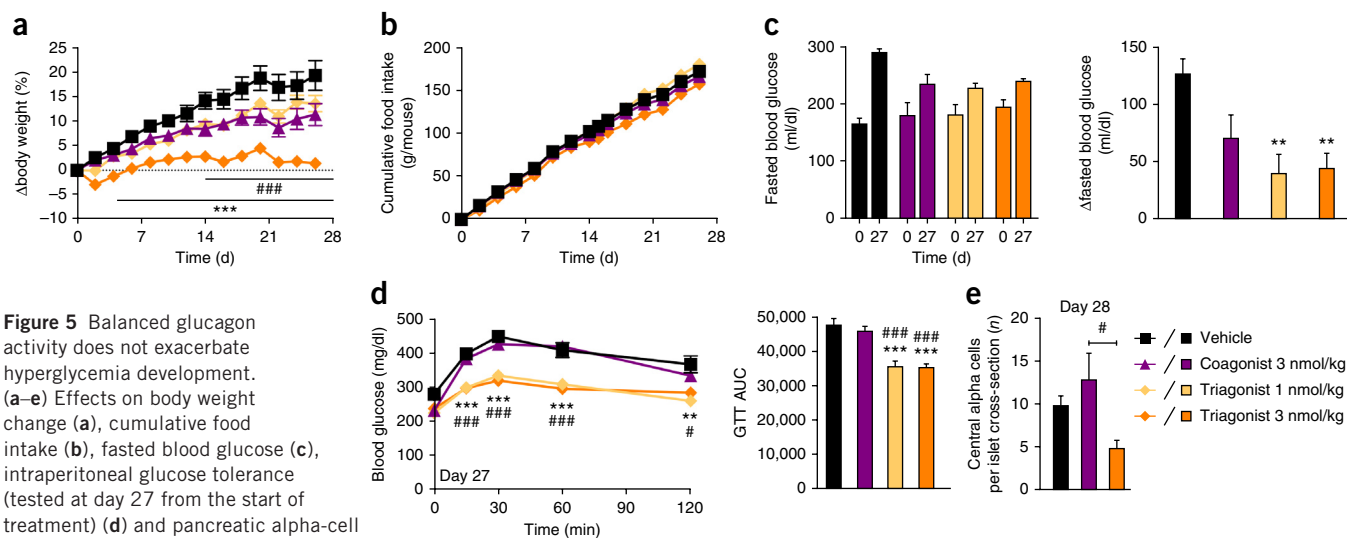 a
Δbody weight (%)
25
20
15
10
5
0
–5
–10
###
***
0 7 14 21 28
Time (d)
b
Cumulative food intake
(g/mouse)
200
150
100
50
0
0 7 14 21 28
Time (d)
c
Fasted blood glucose
(ml/dl)
300
200
100
0
0 27 0 27 0 27 0 27
Time (d)
Δfasted blood glucose
(ml/dl)
150
100
50
0
** **
Figure 5 Balanced glucagon
activity does not exacerbate
hyperglycemia development.
(a–e) Effects on body weight
change (a), cumulative food
intake (b), fasted blood glucose (c),
intraperitoneal glucose tolerance
(tested at day 27 from the start of
treatment) (d) and pancreatic alpha-cell
d
Blood glucose (mg/dl)
500
400
300
200
100
0
*** *** *** **
### ### ### #
Day 27
0 30 60 90 120
Time (min)
GTT AUC
50,000
40,000
30,000
20,000
10,000
0
### ###
*** ***
e
Day 28
#
Central alpha cells
per islet cross-section (n)
20
15
10
5
0
/ Vehicle
/ Coagonist 3 nmol/kg
/ Triagonist 1 nmol/kg
/ Triagonist 3 nmol/kg